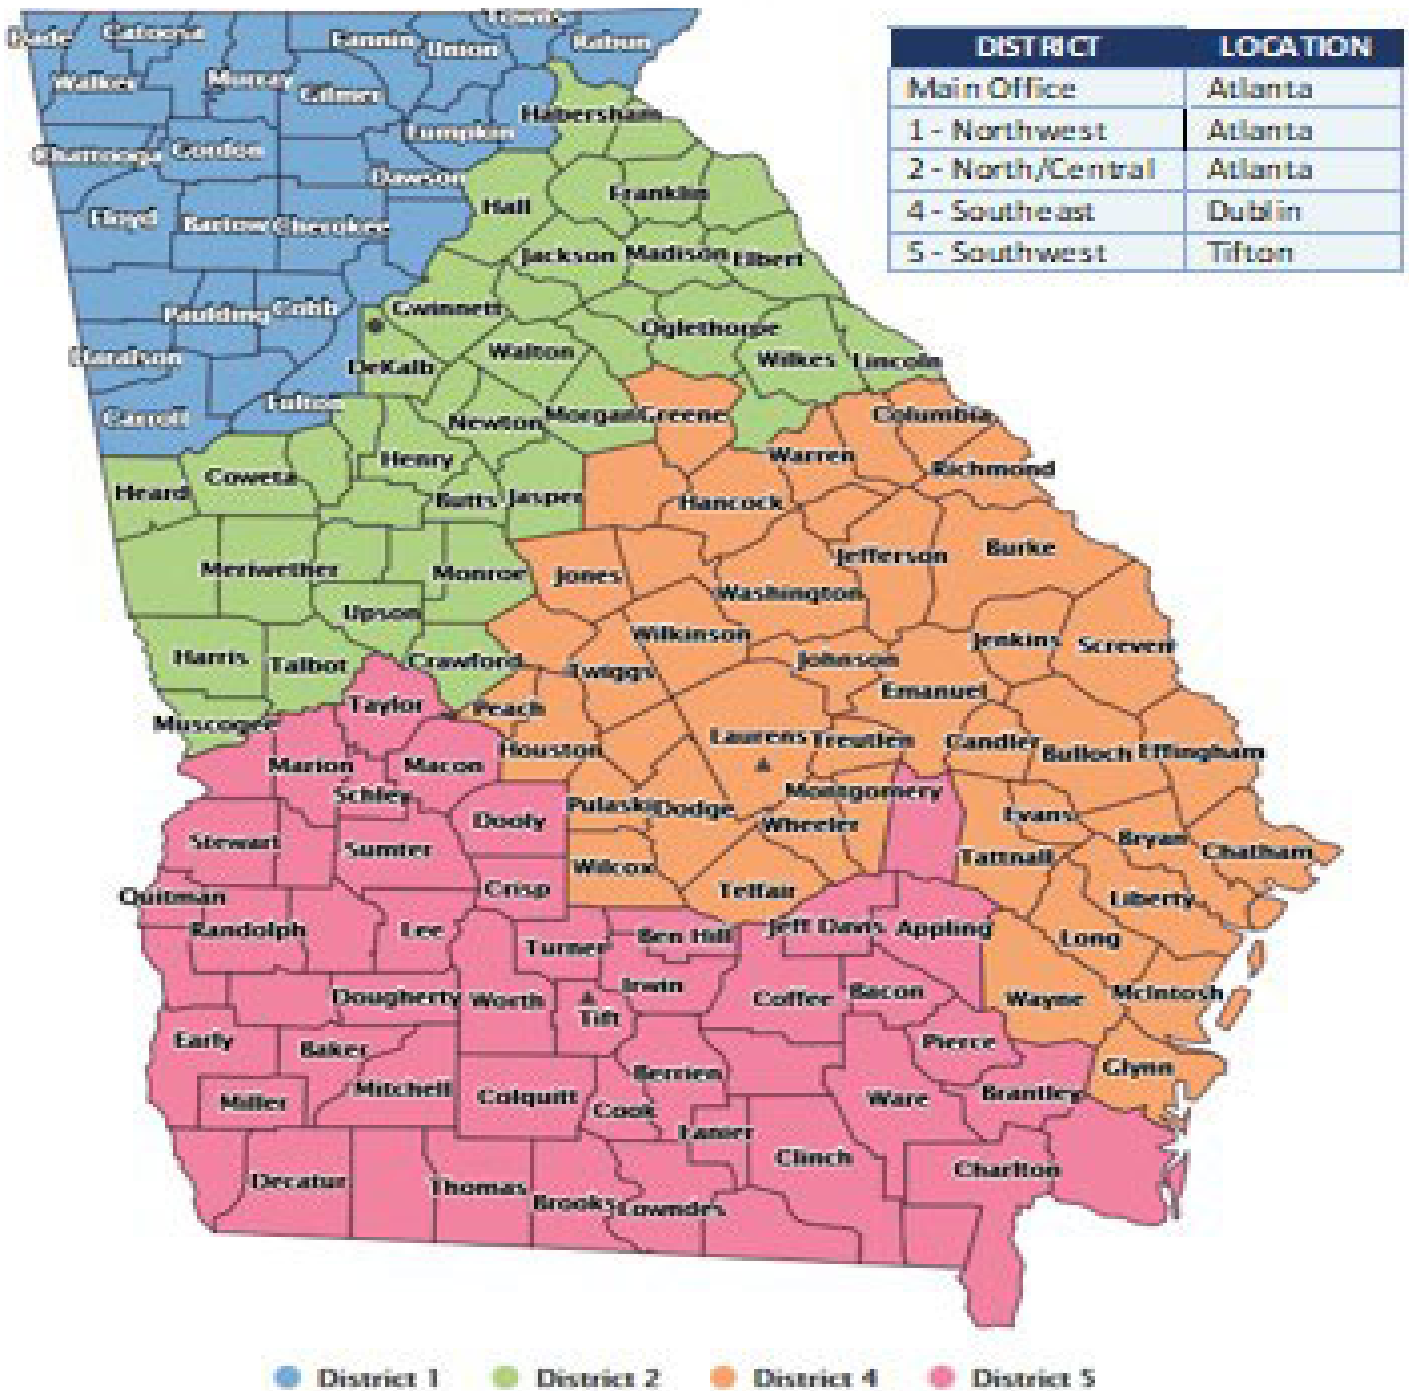 Towns
Dade Catoosa Fannin Union Rabun
Walker Murray Gilmer
Habersham
Lumpkin
Chattooga Gordon
Dawson
Franklin
Hall
Floyd Bartow Cherokee
Jackson Madison Elbert
Paulding Cobb Gwinnett
Oglethorpe
Haralson DeKalb Walton Wilkes Lincoln
Carroll Fulton
Newton Morgan Greene Columbia
Henry Warren Richmond
Coweta
Heard Butts Jasper Hancock
Jefferson Burke
Meriwether Monroe Jones
Washington
Upson
Wilkinson Jenkins Screven
Harris Talbot Crawford Twiggs Johnson
Emanuel
Taylor Peach
Muscogee Laurens Treutlen Candler Bulloch Effingham
Houston
Marion Macon
Schley Montgomery
Pulaski Dodge
Dooly Wheeler Evans
Stewart Sumter Bryan Chatham
Wilcox Tattnall
Quitman Crisp Telfair
Liberty
Randolph Lee Ben Hill Jeff Davis Appling
Turner Long
Irwin
Dougherty Worth Coffee Bacon Wayne McIntosh
Tift
Early Baker Pierce
Berrien Glynn
Miller Mitchell Colquitt Ware Brantley
Cook
Lanier
Clinch Charlton
Decatur Thomas
Brooks Lowndes
DISTRICT LOCATION
Main Office Atlanta
1 - Northwest Atlanta
2 - North/Central Atlanta
4 - Southeast Dublin
5 - Southwest Tifton
District 1 District 2 District 4 District 5